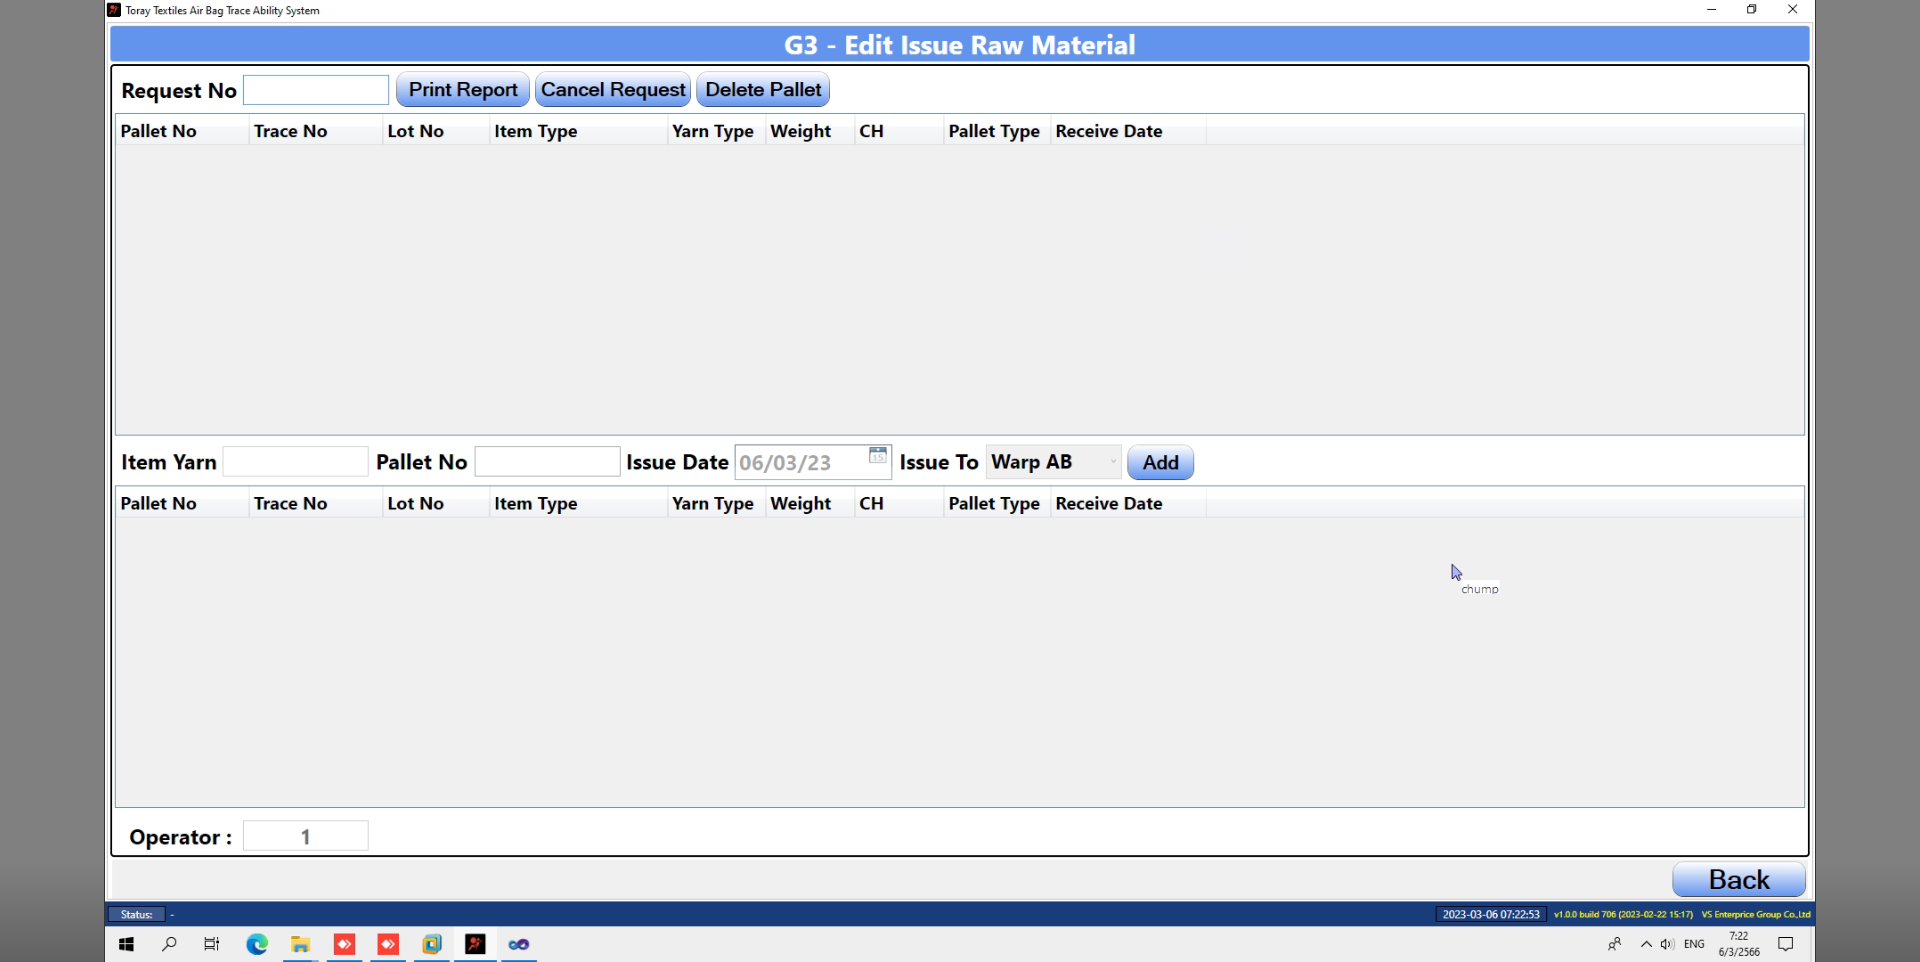 Toray Textiles Air Bag Trace Ability System
G3 - Edit Issue Raw Material
Request No Print Report Cancel Request Delete Pallet
Pallet No Trace No Lot No Item Type Yarn Type Weight CH Pallet Type Receive Date
Item Yarn Pallet No Issue Date 06/03/23 15 Issue To Warp AB Add
Pallet No Trace No Lot No Item Type Yarn Type Weight CH Pallet Type Receive Date
chump
Operator : 1
Back
Status: - 2023-03-06 07:22:53 v1.0.0 build 706 (2023-02-22 15:17) VS Enterprice Group Co.,Ltd
ENG 7:22
6/3/2566